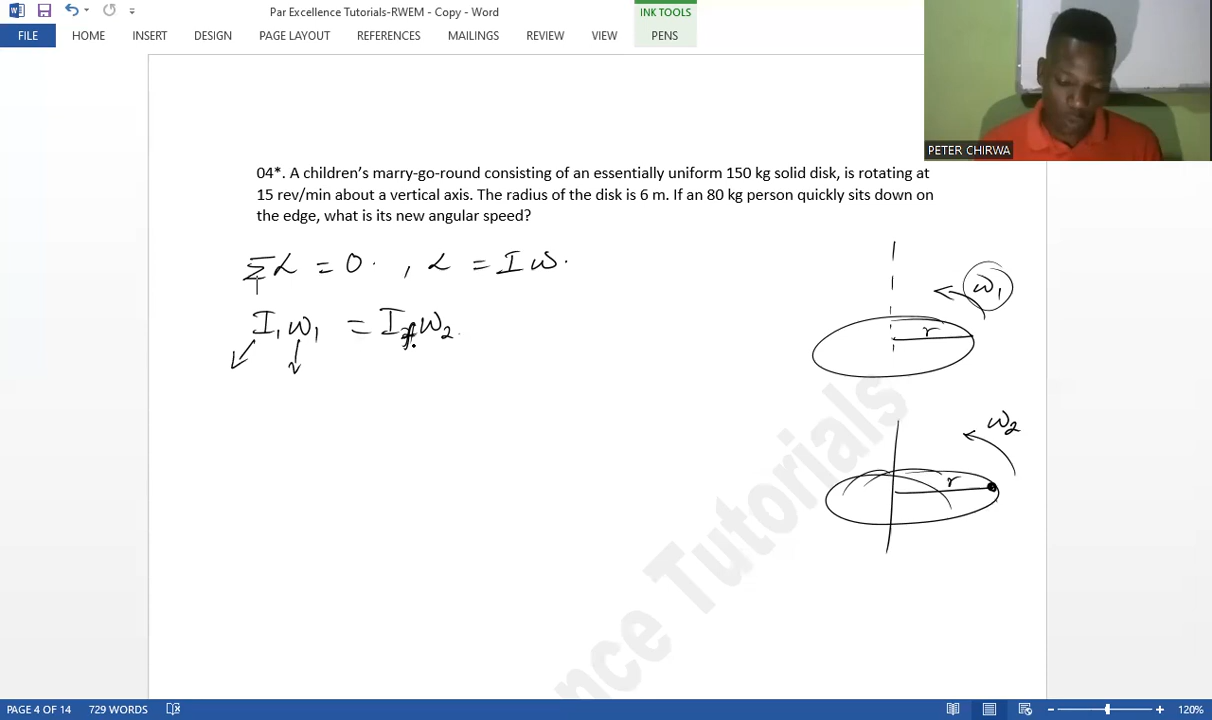 Par Excellence Tutorials-RWEM - Copy - Word
INK TOOLS
FILE HOME INSERT DESIGN PAGE LAYOUT REFERENCES MAILINGS REVIEW VIEW PENS
PETER CHIRWA
04*. A children’s marry-go-round consisting of an essentially uniform 150 kg solid disk, is rotating at
15 rev/min about a vertical axis. The radius of the disk is 6 m. If an 80 kg person quickly sits down on
the edge, what is its new angular speed?
ΣL = 0. , L = Iω.
I₁ω₁ = I₂ω₂
ω₁
r
ω₂
r
nce Tutorials
PAGE 4 OF 14 729 WORDS 120%